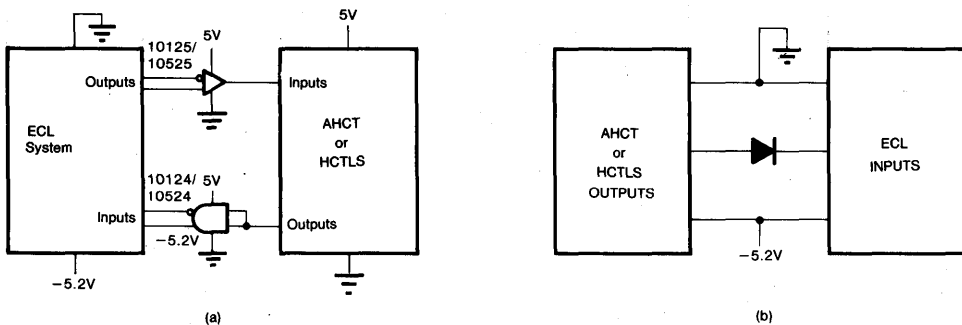 5V
10125/
10525
5V
Outputs
Inputs
ECL
System
AHCT
or
HCTLS
10124/
10524
5V
Inputs
−5.2V
Outputs
−5.2V
(a)
AHCT
or
HCTLS
OUTPUTS
ECL
INPUTS
−5.2V
(b)